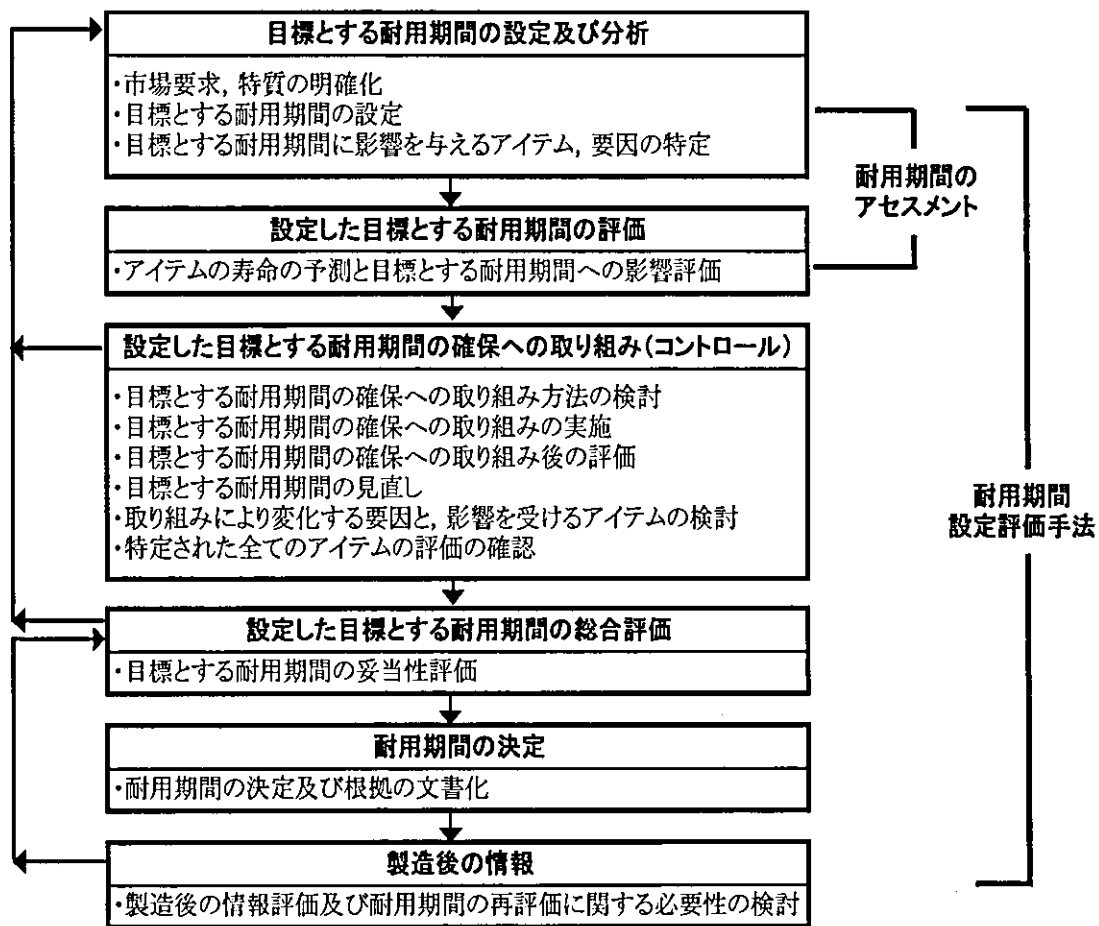 目標とする耐用期間の設定及び分析
・市場要求, 特質の明確化
・目標とする耐用期間の設定
・目標とする耐用期間に影響を与えるアイテム, 要因の特定
耐用期間の
アセスメント
設定した目標とする耐用期間の評価
・アイテムの寿命の予測と目標とする耐用期間への影響評価
設定した目標とする耐用期間の確保への取り組み(コントロール)
・目標とする耐用期間の確保への取り組み方法の検討
・目標とする耐用期間の確保への取り組みの実施
・目標とする耐用期間の確保への取り組み後の評価
・目標とする耐用期間の見直し
・取り組みにより変化する要因と, 影響を受けるアイテムの検討
・特定された全てのアイテムの評価の確認
耐用期間
設定評価手法
設定した目標とする耐用期間の総合評価
・目標とする耐用期間の妥当性評価
耐用期間の決定
・耐用期間の決定及び根拠の文書化
製造後の情報
・製造後の情報評価及び耐用期間の再評価に関する必要性の検討